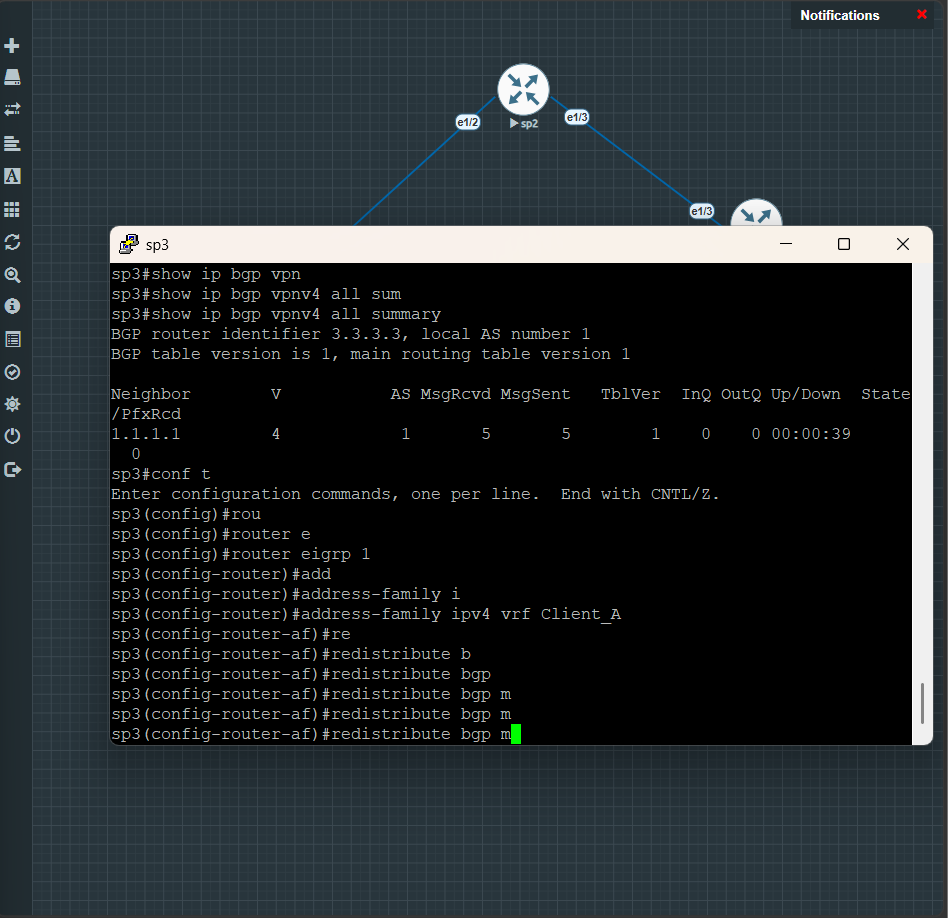 Notifications
e1/2
sp2
e1/3
e1/3
A
sp3
sp3#show ip bgp vpn
sp3#show ip bgp vpnv4 all sum
sp3#show ip bgp vpnv4 all summary
BGP router identifier 3.3.3.3, local AS number 1
BGP table version is 1, main routing table version 1
Neighbor V AS MsgRcvd MsgSent TblVer InQ OutQ Up/Down State
/PfxRcd
1.1.1.1 4 1 5 5 1 0 0 00:00:39
0
sp3#conf t
Enter configuration commands, one per line. End with CNTL/Z.
sp3(config)#rou
sp3(config)#router e
sp3(config)#router eigrp 1
sp3(config-router)#add
sp3(config-router)#address-family i
sp3(config-router)#address-family ipv4 vrf Client_A
sp3(config-router-af)#re
sp3(config-router-af)#redistribute b
sp3(config-router-af)#redistribute bgp
sp3(config-router-af)#redistribute bgp m
sp3(config-router-af)#redistribute bgp m
sp3(config-router-af)#redistribute bgp m